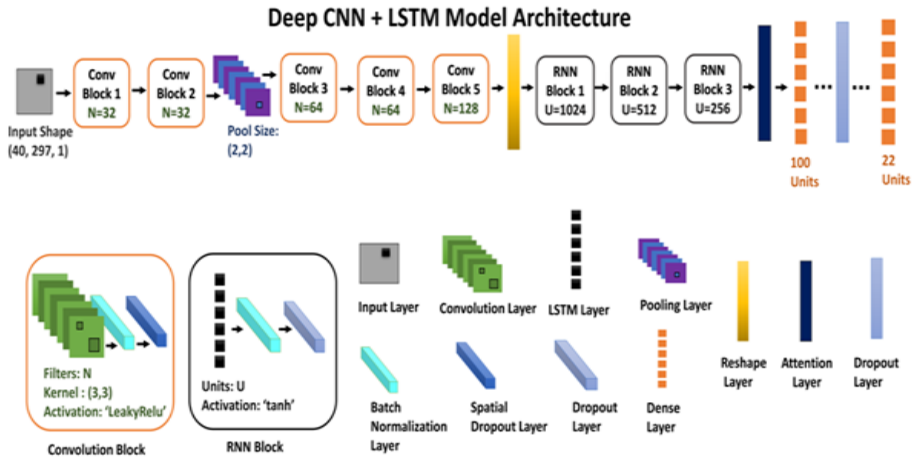 Deep CNN + LSTM Model Architecture
Input Shape
(40, 297, 1)
Conv
Block 1
N=32
Conv
Block 2
N=32
Pool Size:
(2,2)
Conv
Block 3
N=64
Conv
Block 4
N=64
Conv
Block 5
N=128
RNN
Block 1
U=1024
RNN
Block 2
U=512
RNN
Block 3
U=256
100
Units
22
Units
Filters: N
Kernel : (3,3)
Activation: 'LeakyRelu'
Convolution Block
Units: U
Activation: 'tanh'
RNN Block
Input Layer
Convolution Layer
LSTM Layer
Pooling Layer
Batch
Normalization
Layer
Spatial
Dropout Layer
Dropout
Layer
Dense
Layer
Reshape
Layer
Attention
Layer
Dropout
Layer